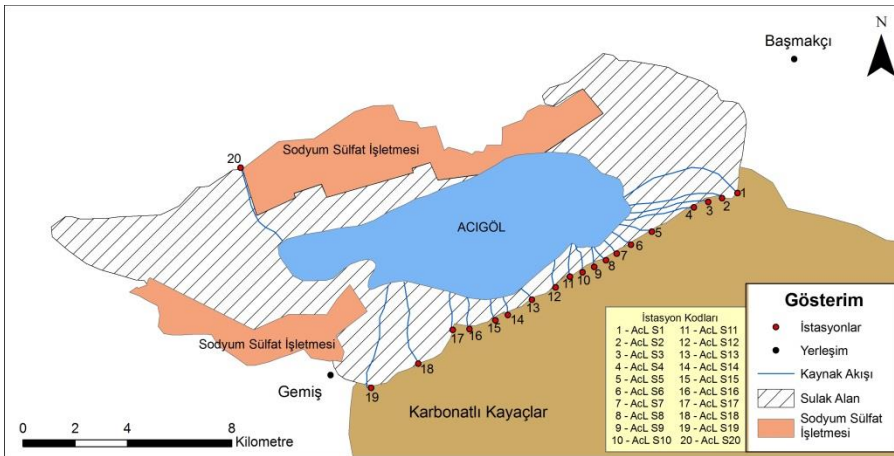 Başmakçı
N
Sodyum Sülfat İşletmesi
20
ACIGÖL
1
2
3
4
5
6
7
8
9
10
11
12
13
14
15
16
17
18
19
Sodyum Sülfat İşletmesi
Gemiş
Karbonatlı Kayaçlar
0 2 4 8
Kilometre
İstasyon Kodları
1 - AcL S1 11 - AcL S11
2 - AcL S2 12 - AcL S12
3 - AcL S3 13 - AcL S13
4 - AcL S4 14 - AcL S14
5 - AcL S5 15 - AcL S15
6 - AcL S6 16 - AcL S16
7 - AcL S7 17 - AcL S17
8 - AcL S8 18 - AcL S18
9 - AcL S9 19 - AcL S19
10 - AcL S10 20 - AcL S20
Gösterim
İstasyonlar
Yerleşim
Kaynak Akışı
Sulak Alan
Sodyum Sülfat
İşletmesi